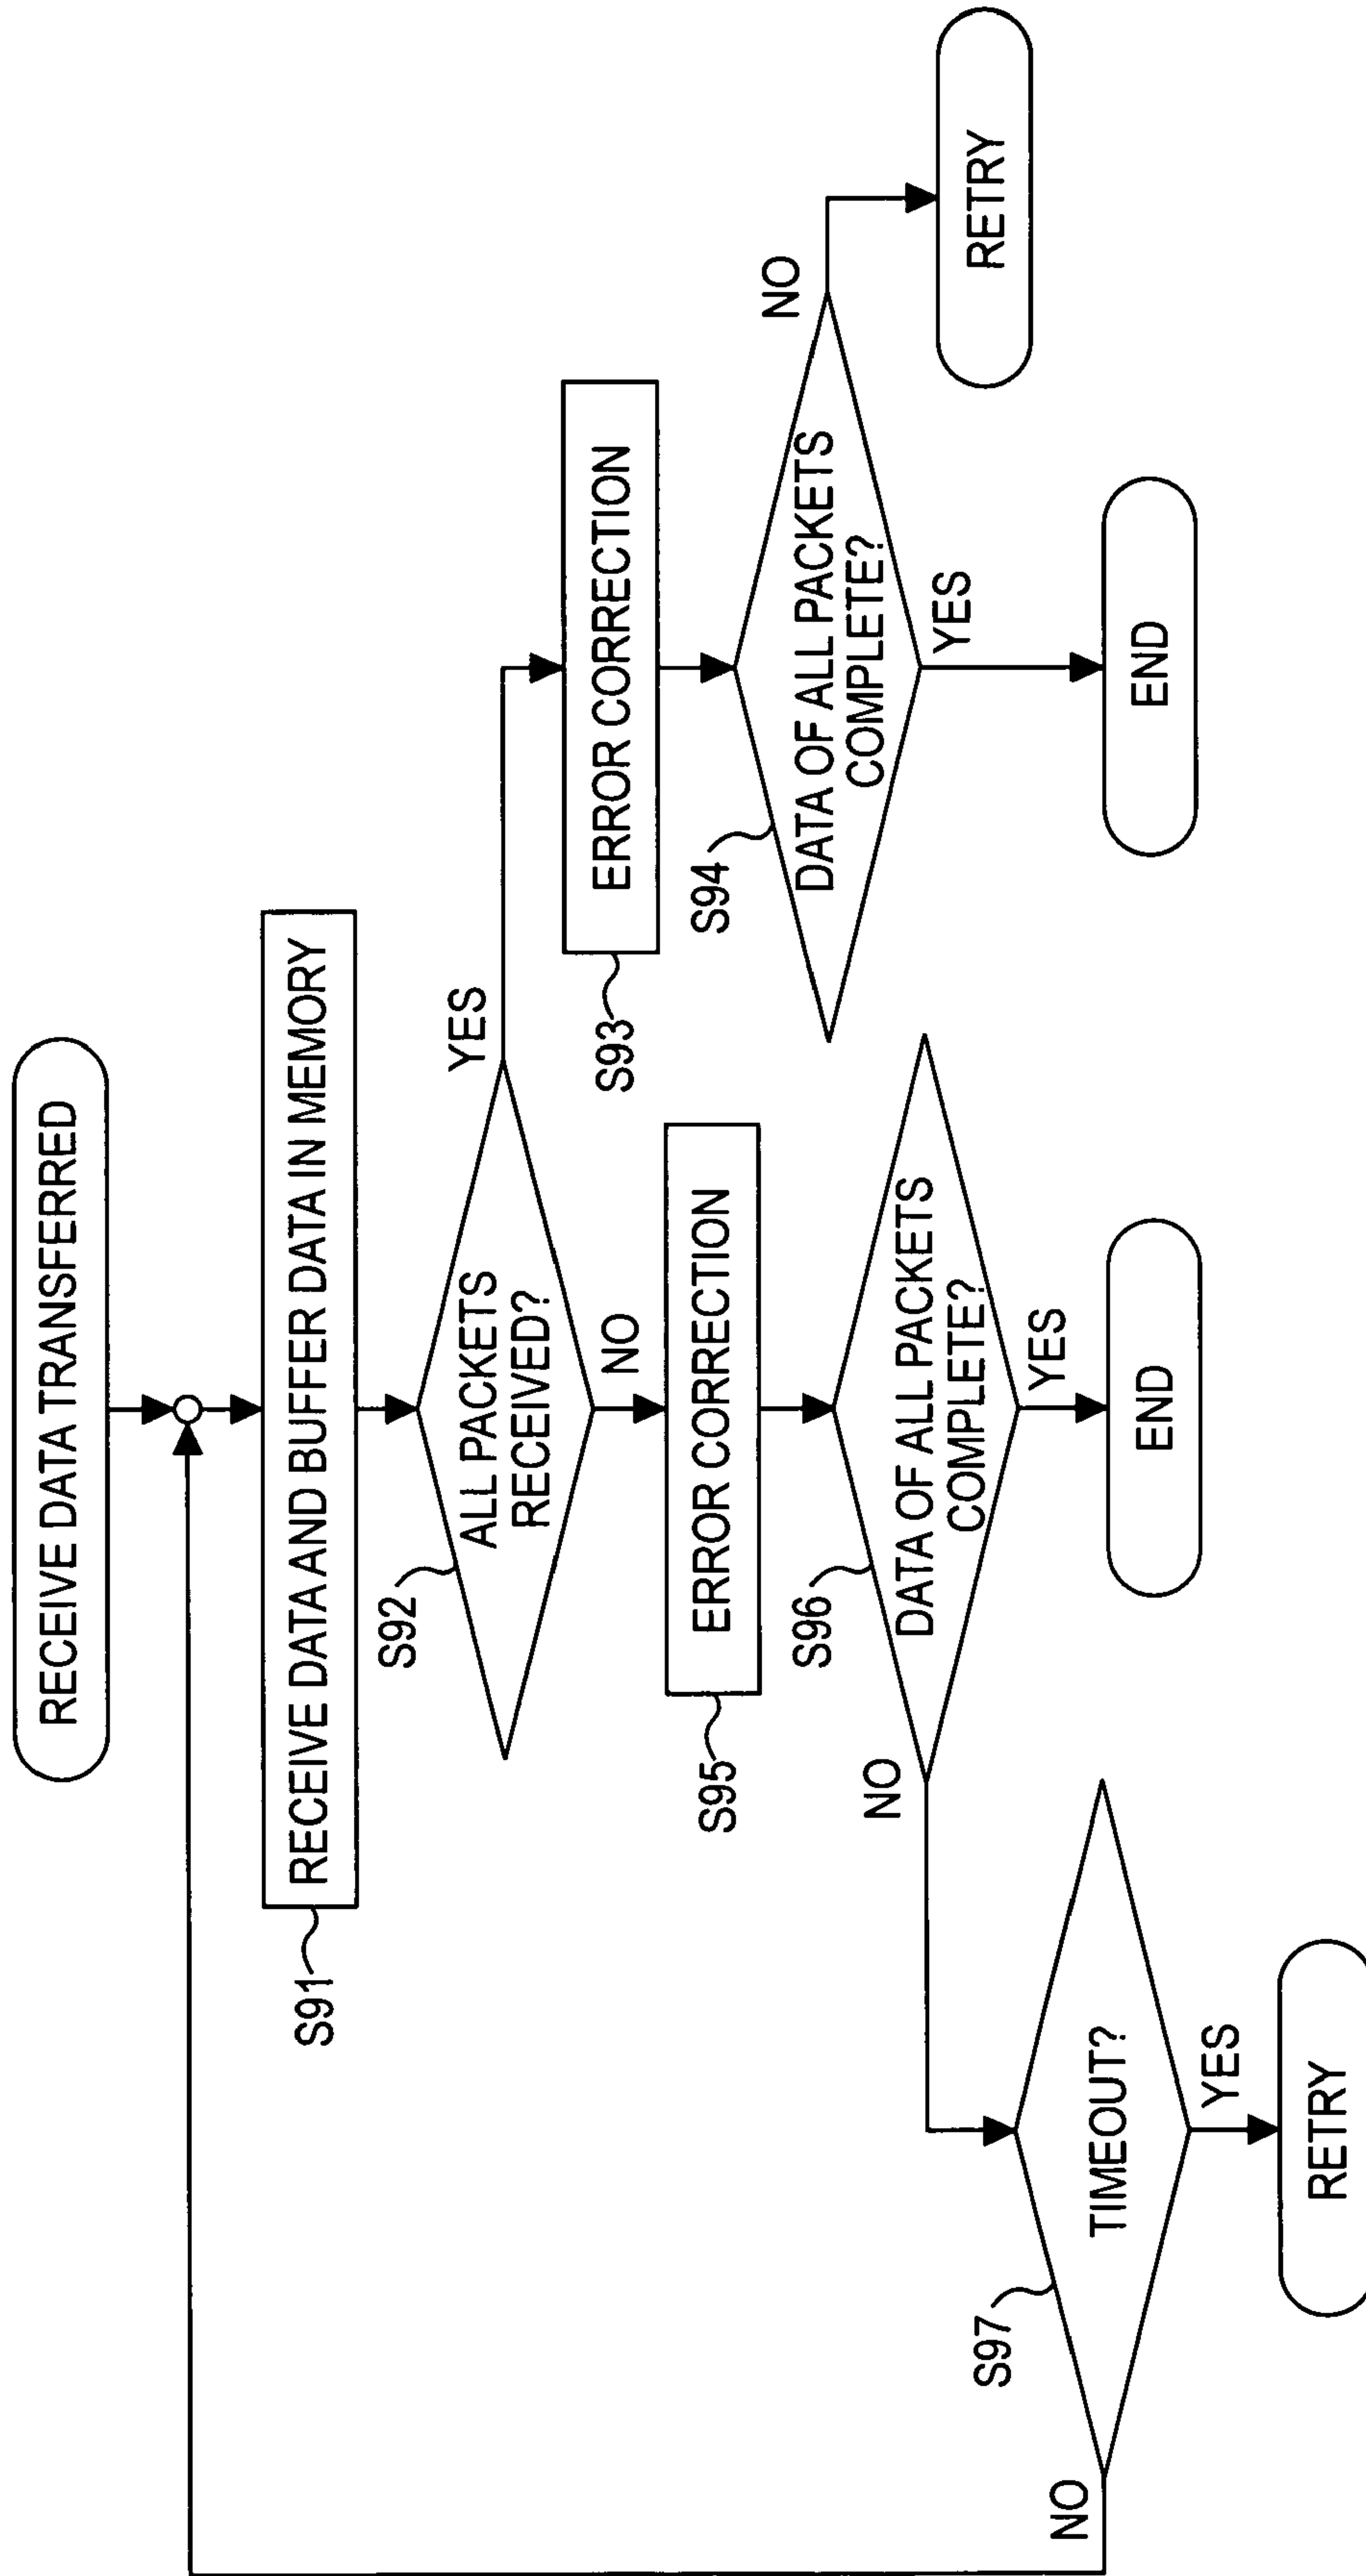 RECEIVE DATA TRANSFERRED
S91
RECEIVE DATA AND BUFFER DATA IN MEMORY
S92
ALL PACKETS
RECEIVED?
YES
NO
S93
ERROR CORRECTION
S94
DATA OF ALL PACKETS
COMPLETE?
NO
YES
RETRY
END
S95
ERROR CORRECTION
S96
DATA OF ALL PACKETS
COMPLETE?
NO
YES
END
S97
TIMEOUT?
NO
YES
RETRY